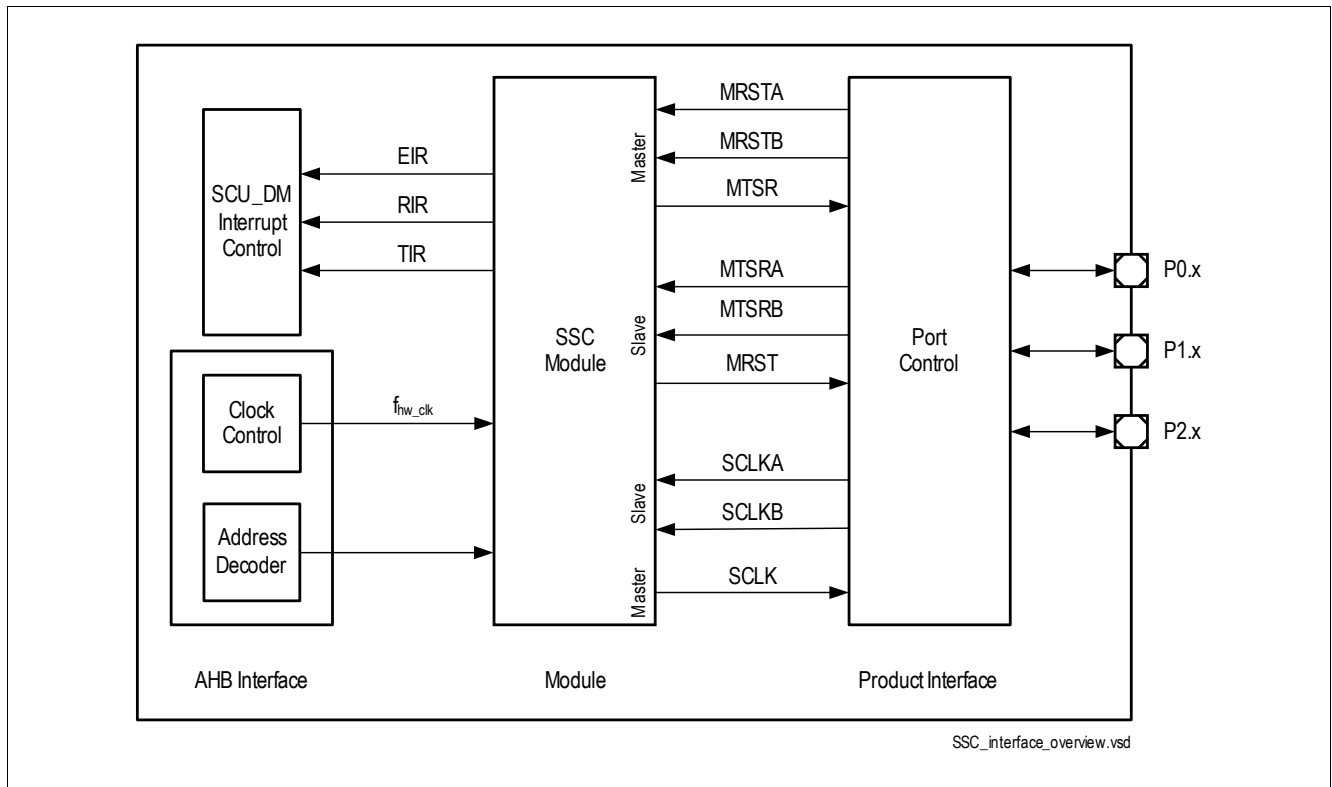 SCU_DM
Interrupt
Control
EIR
RIR
TIR
Clock
Control
fhw_clk
Address
Decoder
AHB Interface
SSC
Module
Master
Slave
Slave
Master
Module
MRSTA
MRSTB
MTSR
MTSRA
MTSRB
MRST
SCLKA
SCLKB
SCLK
Port
Control
Product Interface
P0.x
P1.x
P2.x
SSC_interface_overview.vsd